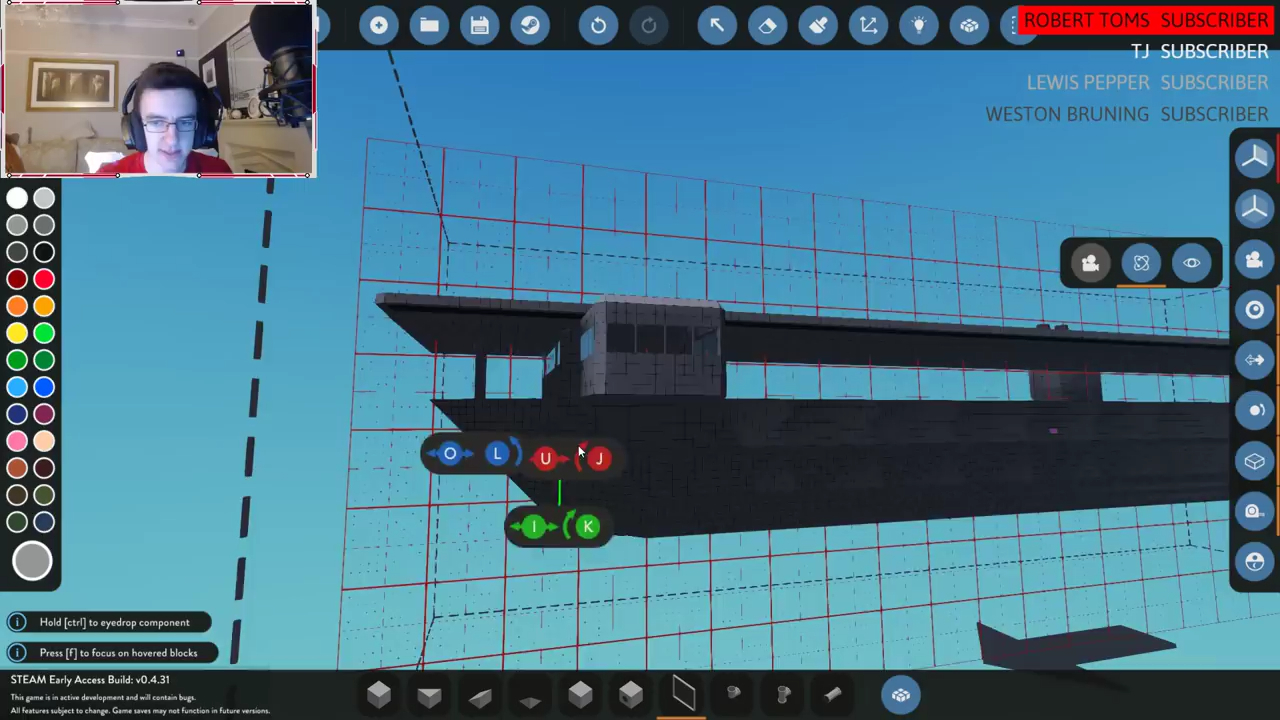 ROBERT TOMS SUBSCRIBER
TJ SUBSCRIBER
LEWIS PEPPER SUBSCRIBER
WESTON BRUNING SUBSCRIBER
O L U J
I K
Hold [ctrl] to eyedrop component
Press [f] to focus on hovered blocks
STEAM Early Access Build: v0.4.31
This game is in active development and will contain bugs.
All features subject to change. Game saves may not function in future versions.